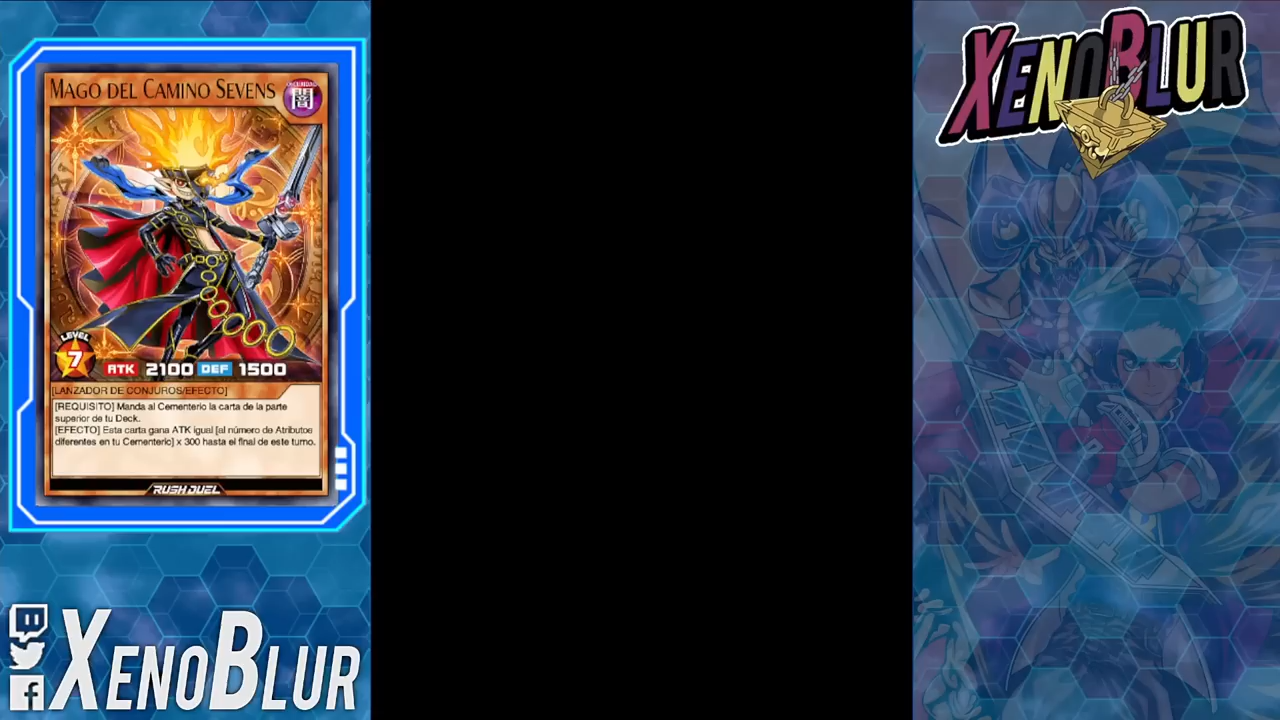 MAGO DEL CAMINO SEVENS
OSCURIDAD
闇
LEVEL
7
ATK 2100 DEF 1500
[LANZADOR DE CONJUROS/EFECTO]
[REQUISITO] Manda al Cementerio la carta de la parte
superior de tu Deck.
[EFECTO] Esta carta gana ATK igual [al número de Atributos
diferentes en tu Cementerio] x 300 hasta el final de este turno.
RUSH DUEL
XENOBLUR
XENOBLUR